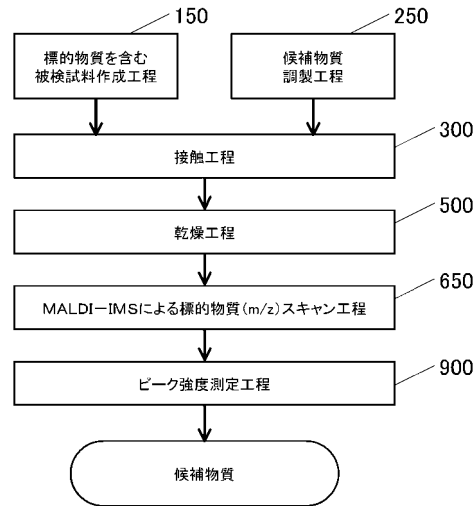 150
250
標的物質を含む
被検試料作成工程
候補物質
調製工程
300
接触工程
500
乾燥工程
650
MALDI－IMSによる標的物質(m/z)スキャン工程
900
ピーク強度測定工程
候補物質